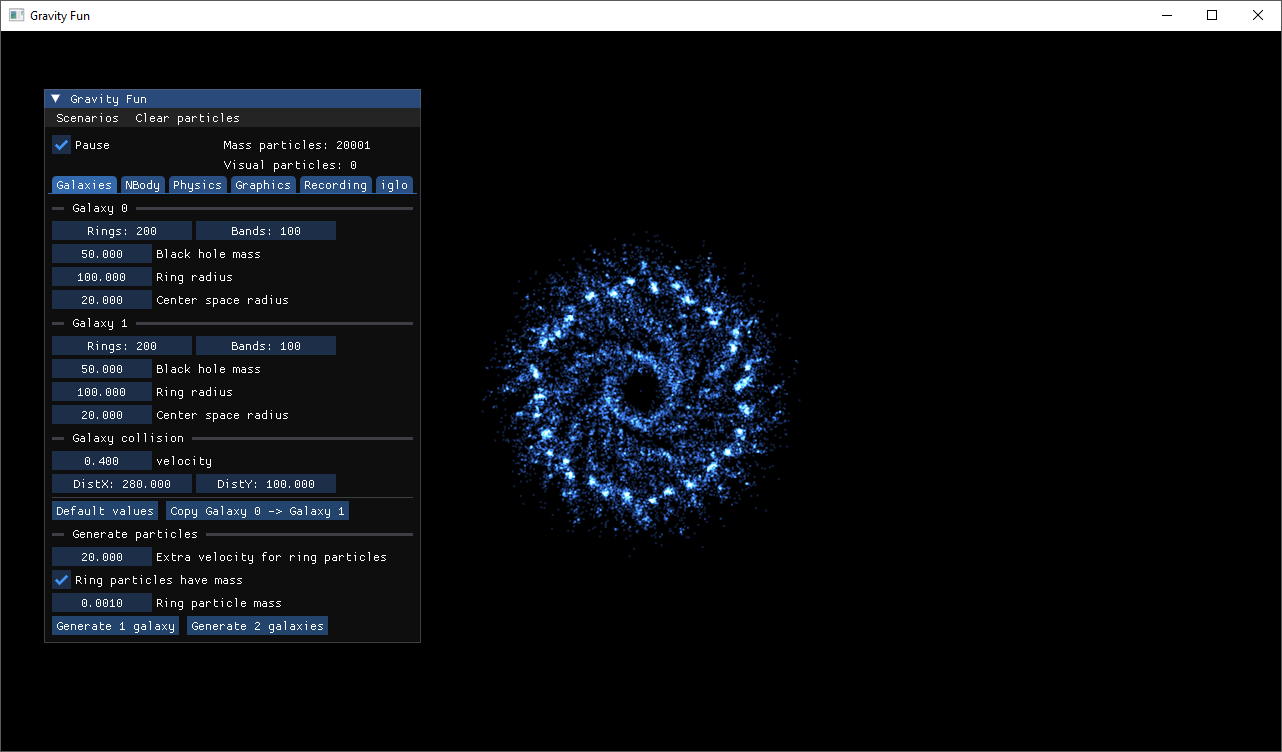 Gravity Fun
Gravity Fun
Scenarios Clear particles
Pause Mass particles: 20001
Visual particles: 0
Galaxies NBody Physics Graphics Recording iglo
Galaxy 0
Rings: 200 Bands: 100
50.000 Black hole mass
100.000 Ring radius
20.000 Center space radius
Galaxy 1
Rings: 200 Bands: 100
50.000 Black hole mass
100.000 Ring radius
20.000 Center space radius
Galaxy collision
0.400 velocity
DistX: 280.000 DistY: 100.000
Default values Copy Galaxy 0 -> Galaxy 1
Generate particles
20.000 Extra velocity for ring particles
Ring particles have mass
0.0010 Ring particle mass
Generate 1 galaxy Generate 2 galaxies